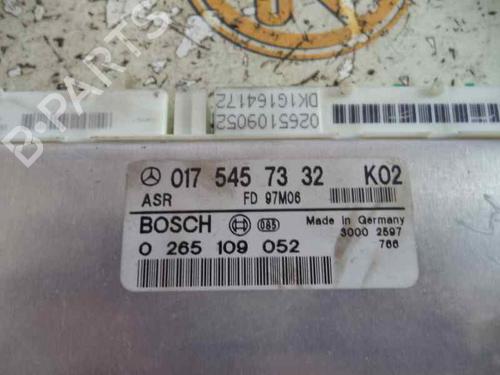 0265109052
DK1G164172
017 545 73 32 K02
ASR FD 97M06
BOSCH 085 Made in Germany
3000 2597
0 265 109 052 766
B-PARTS